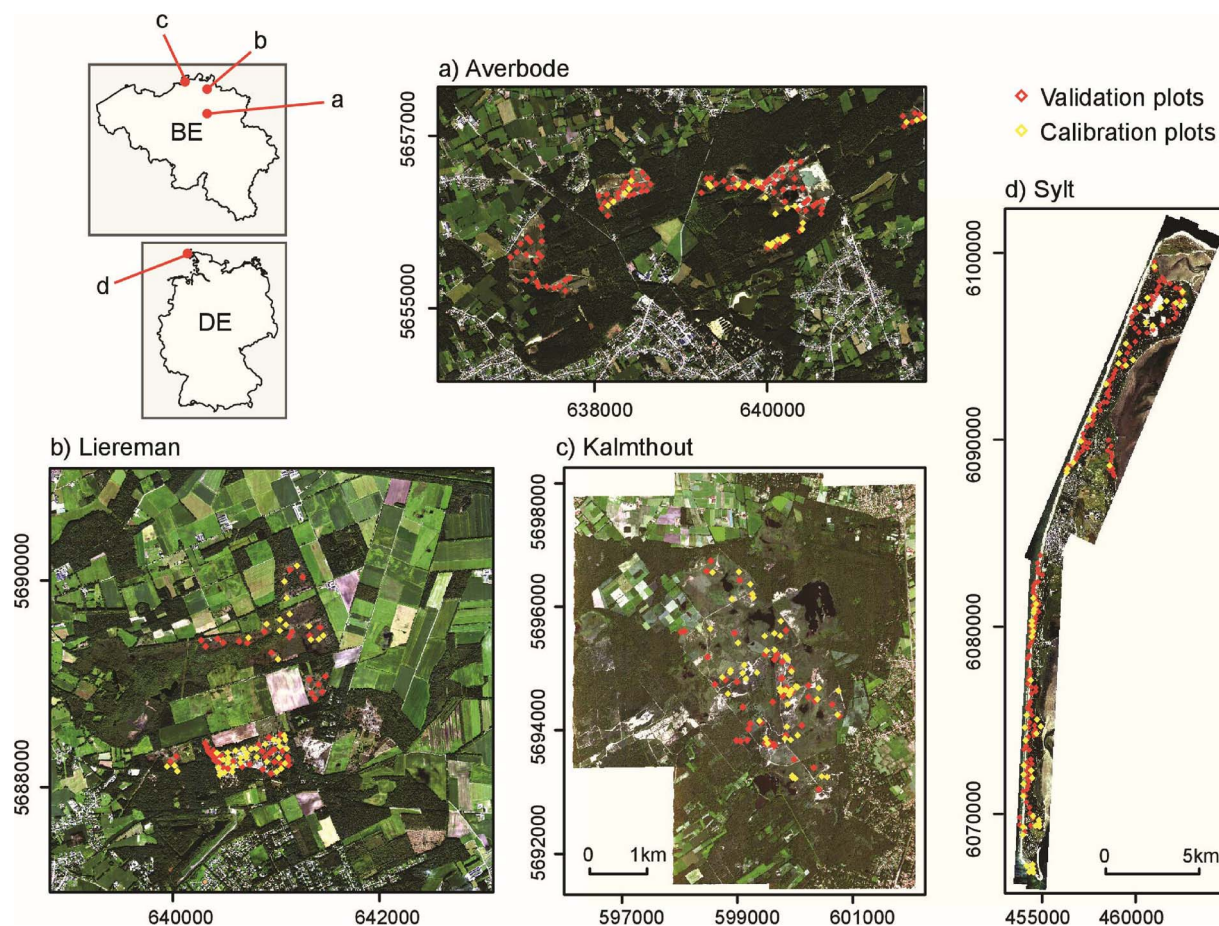 c
b
a
BE
d
DE
a) Averbode
5657000
5655000
638000
640000
Validation plots
Calibration plots
d) Sylt
6100000
6090000
6080000
6070000
0
5km
455000
460000
b) Liereman
5690000
5688000
640000
642000
c) Kalmthout
5698000
5696000
5694000
5692000
0
1km
597000
599000
601000